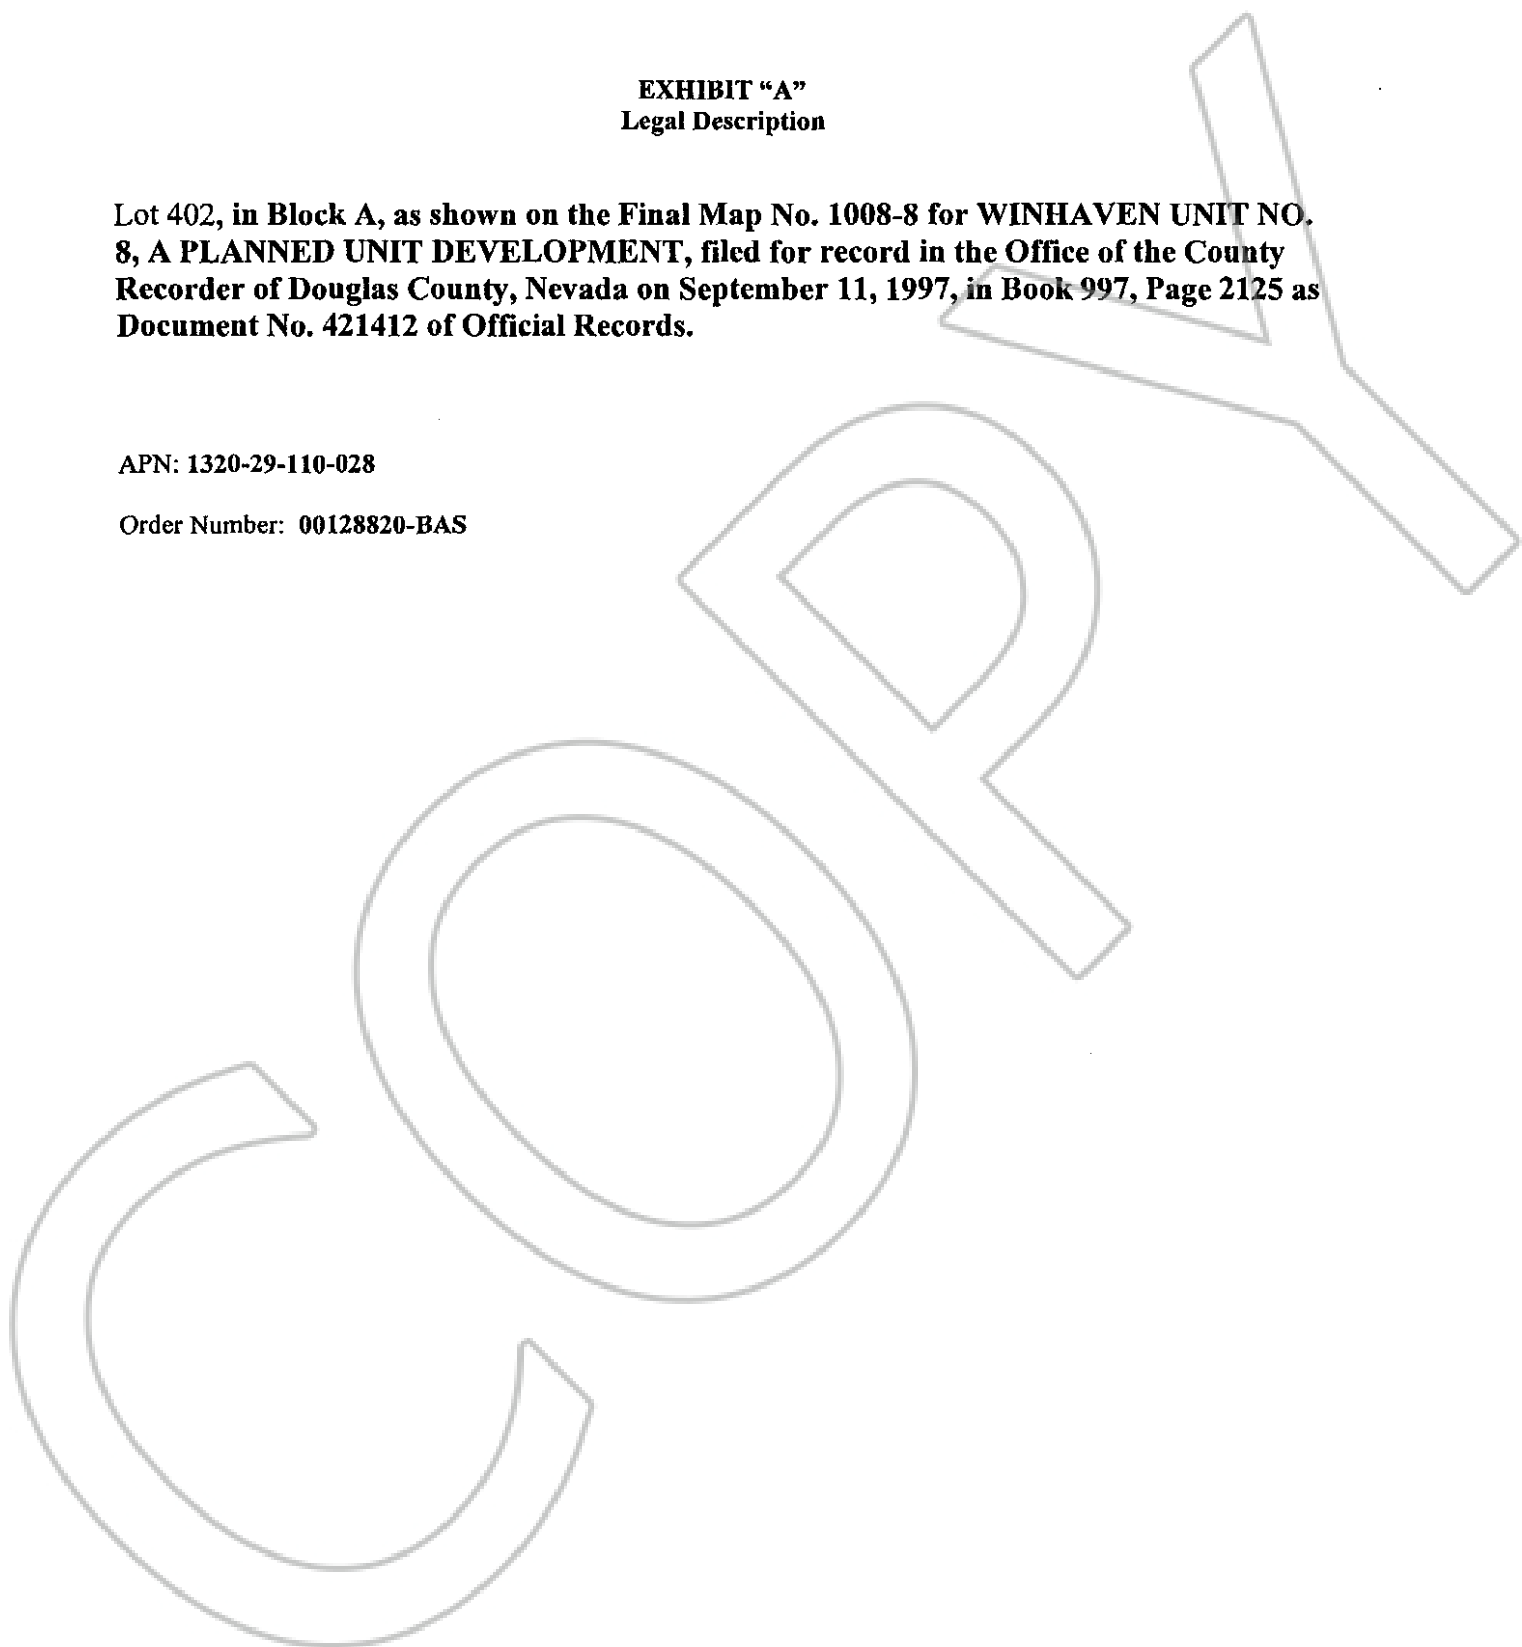 EXHIBIT “A”
Legal Description
Lot 402, in Block A, as shown on the Final Map No. 1008-8 for WINHAVEN UNIT NO.
8, A PLANNED UNIT DEVELOPMENT, filed for record in the Office of the County
Recorder of Douglas County, Nevada on September 11, 1997, in Book 997, Page 2125 as
Document No. 421412 of Official Records.
APN: 1320-29-110-028
Order Number: 00128820-BAS
COPY